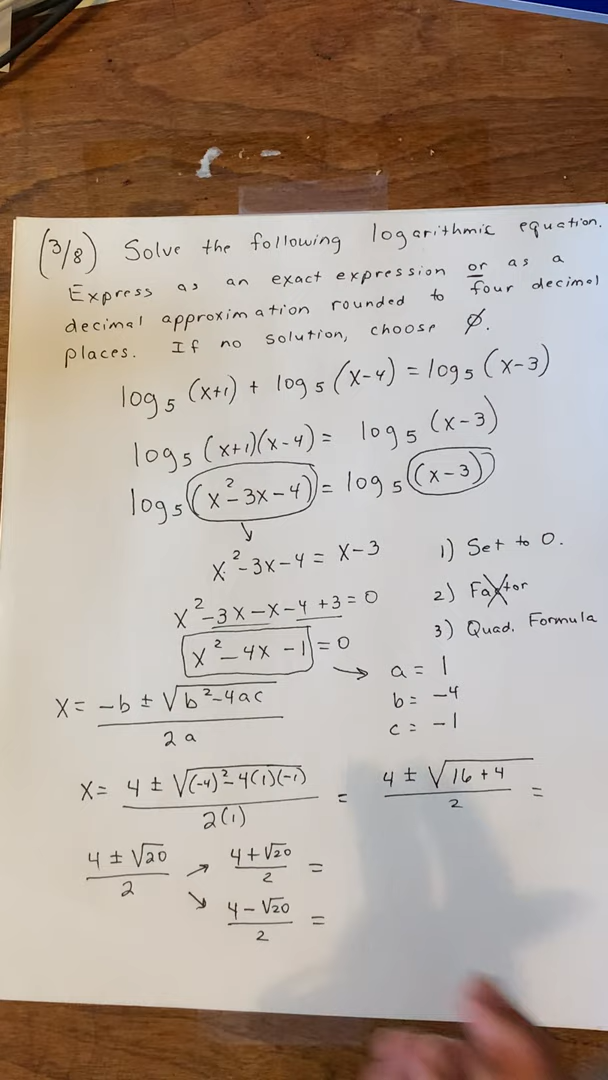 (3/8) Solve the following logarithmic equation.
Express as an exact expression or as a
decimal approximation rounded to four decimal
places. If no solution, choose ∅.
log₅ (x+1) + log₅ (x-4) = log₅ (x-3)
log₅ (x+1)(x-4) = log₅ (x-3)
log₅ (x²-3x-4) = log₅ (x-3)
↓
x²-3x-4 = x-3
1) Set to 0.
x²-3x-x-4+3=0
2) Factor
x²-4x-1=0
3) Quad. Formula
→ a = 1
b = -4
c = -1
x = (-b ± √(b²-4ac))/(2a)
x = (4 ± √((-4)²-4(1)(-1)))/(2(1)) = (4 ± √(16+4))/2 =
(4 ± √20)/2 → (4+√20)/2 =
↘ (4-√20)/2 =